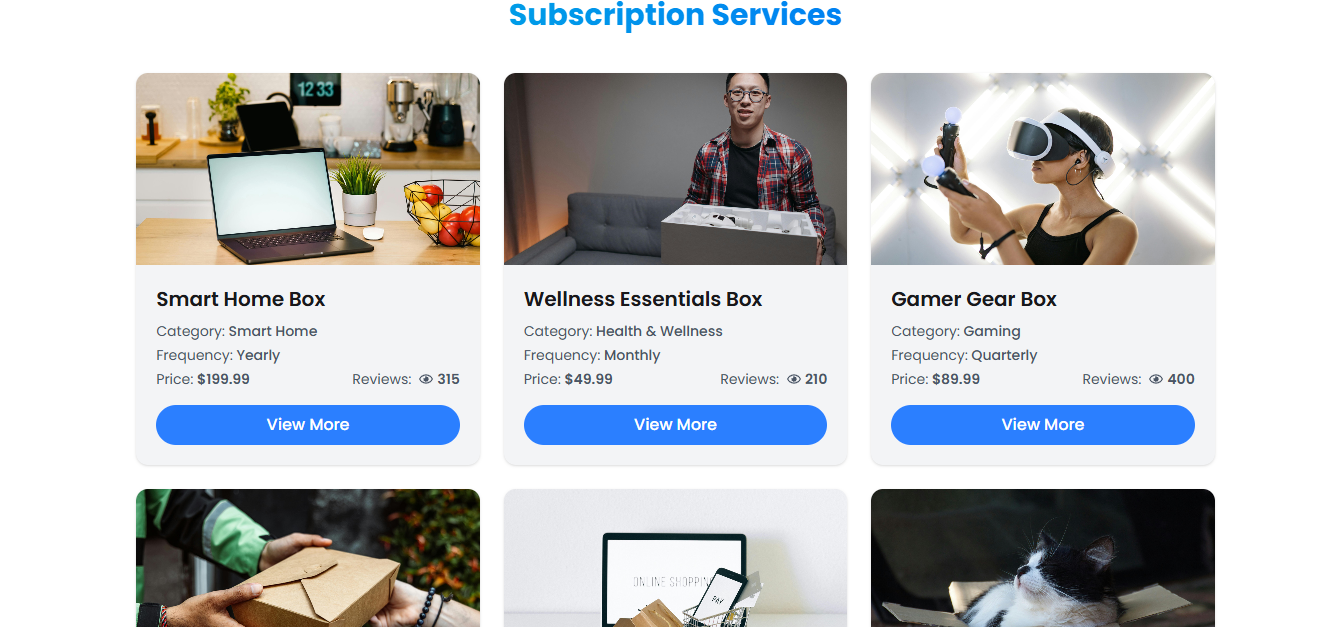 Subscription Services
12 33
Smart Home Box
Category: Smart Home
Frequency: Yearly
Price: $199.99 Reviews: 315
View More
Wellness Essentials Box
Category: Health & Wellness
Frequency: Monthly
Price: $49.99 Reviews: 210
View More
Gamer Gear Box
Category: Gaming
Frequency: Quarterly
Price: $89.99 Reviews: 400
View More
ONLINE SHOPPING
PAY